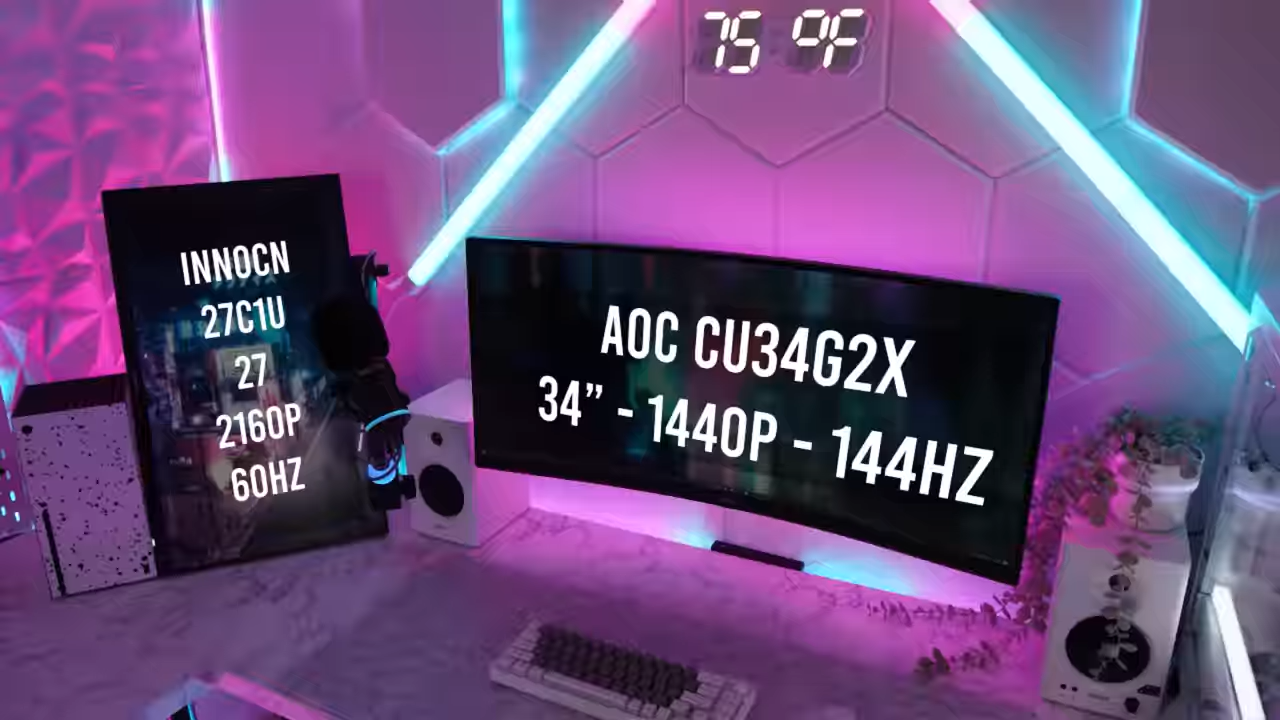 75 °F
INNOCN
27C1U
27
2160P
60HZ
AOC CU34G2X
34” - 1440P - 144HZ